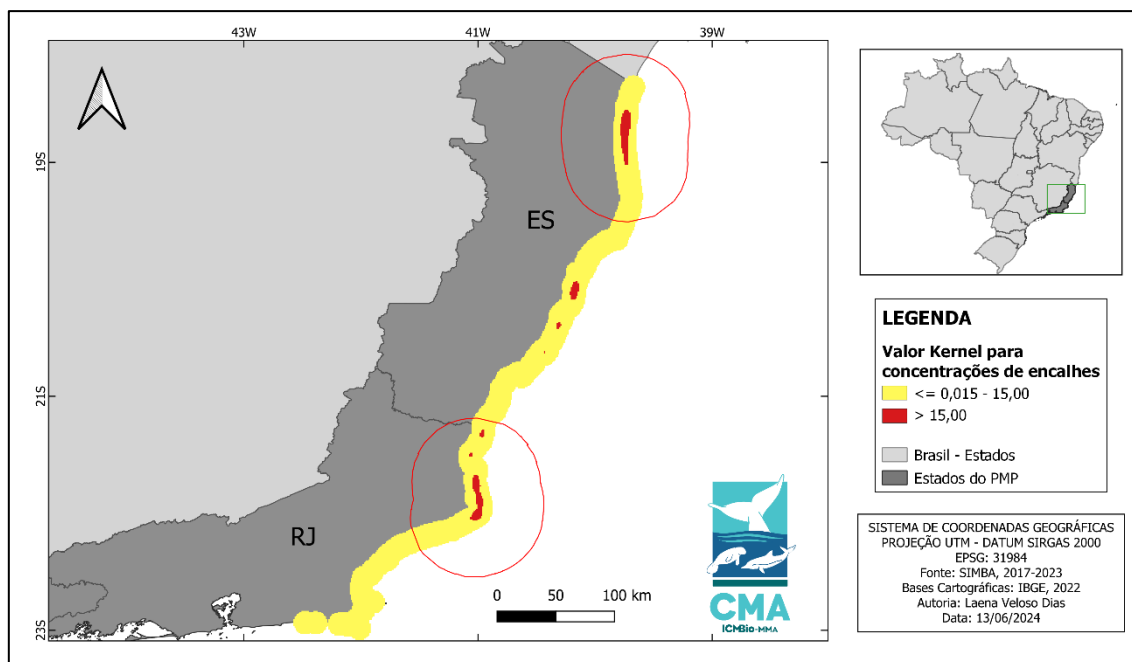 43W 41W 39W
19S
ES
21S
RJ
23S
0 50 100 km
CMA
ICMBio-MMA
LEGENDA
Valor Kernel para
concentrações de encalhes
<= 0,015 - 15,00
> 15,00
Brasil - Estados
Estados do PMP
SISTEMA DE COORDENADAS GEOGRÁFICAS
PROJEÇÃO UTM - DATUM SIRGAS 2000
EPSG: 31984
Fonte: SIMBA, 2017-2023
Bases Cartográficas: IBGE, 2022
Autoria: Laena Veloso Dias
Data: 13/06/2024